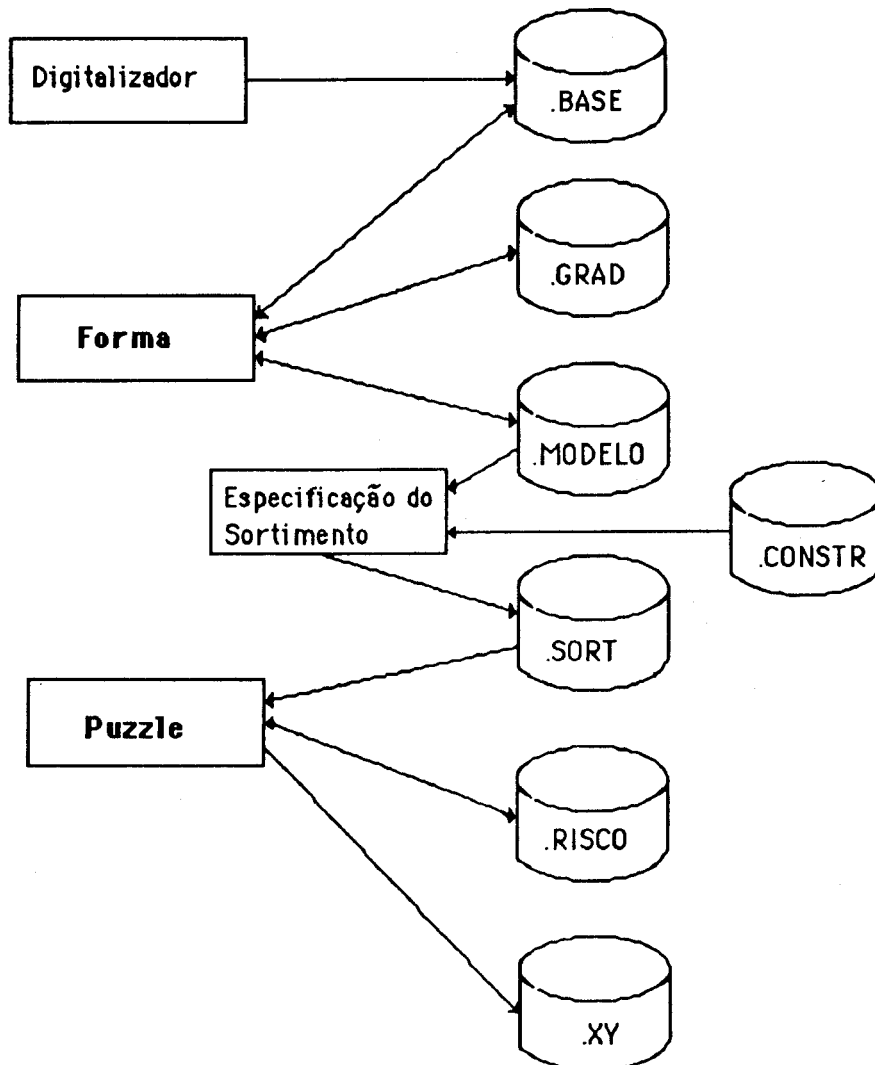 Digitalizador
.BASE
.GRAD
Forma
.MODELO
Especificação do
Sortimento
.CONSTR
.SORT
Puzzle
.RISCO
.XY